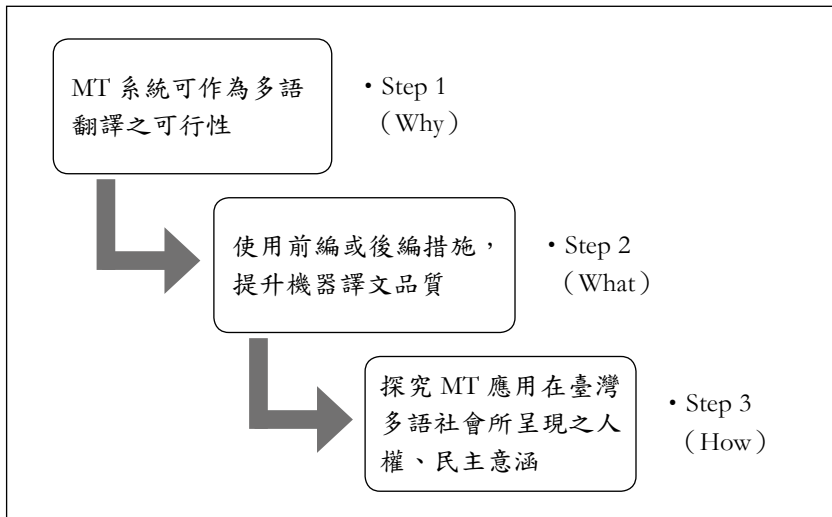 MT 系統可作為多語
翻譯之可行性
・Step 1
（Why）
使用前編或後編措施，
提升機器譯文品質
・Step 2
（What）
探究 MT 應用在臺灣
多語社會所呈現之人
權、民主意涵
・Step 3
（How）